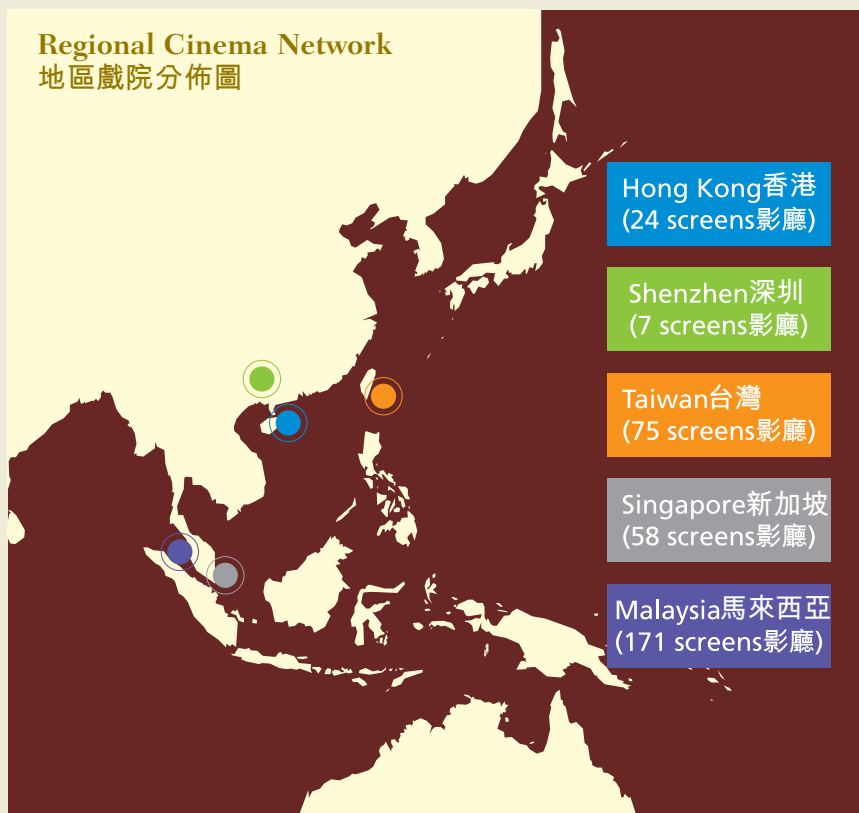 Regional Cinema Network
地區戲院分佈圖
Hong Kong香港
(24 screens影廳)
Shenzhen深圳
(7 screens影廳)
Taiwan台灣
(75 screens影廳)
Singapore新加坡
(58 screens影廳)
Malaysia馬來西亞
(171 screens影廳)